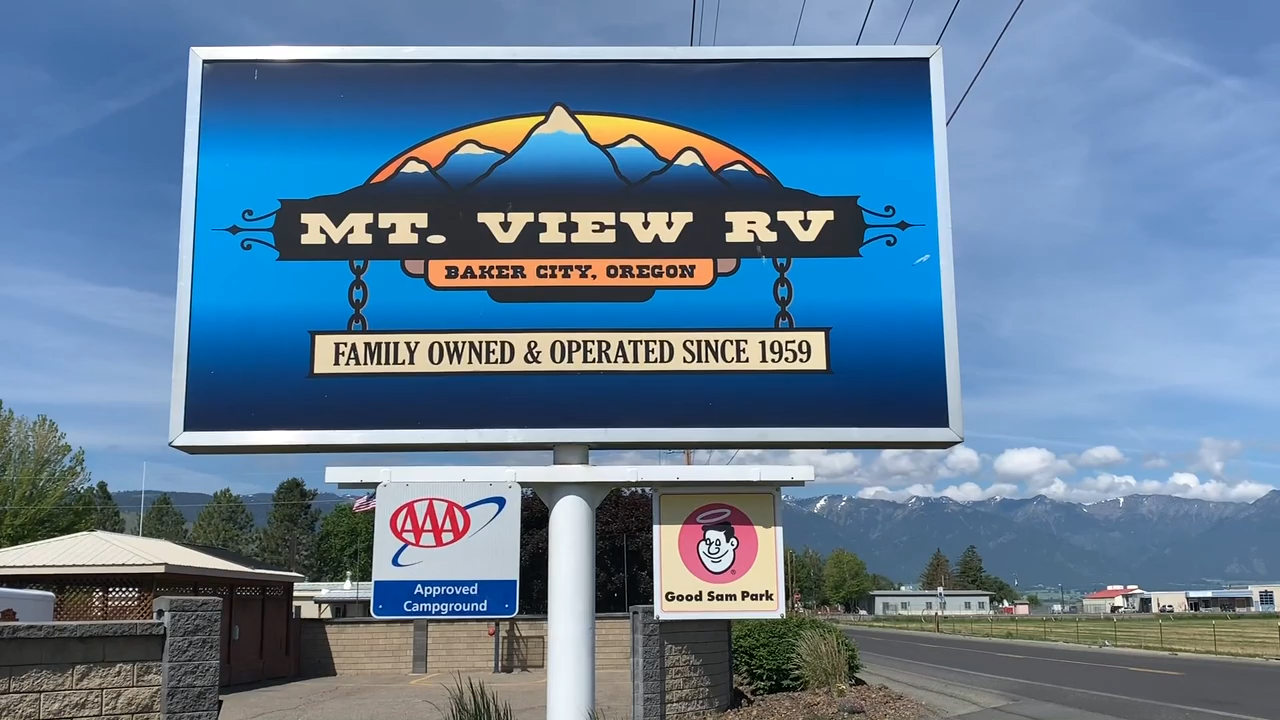 MT. VIEW RV
BAKER CITY, OREGON
FAMILY OWNED & OPERATED SINCE 1959
AAA
Approved
Campground
Good Sam Park